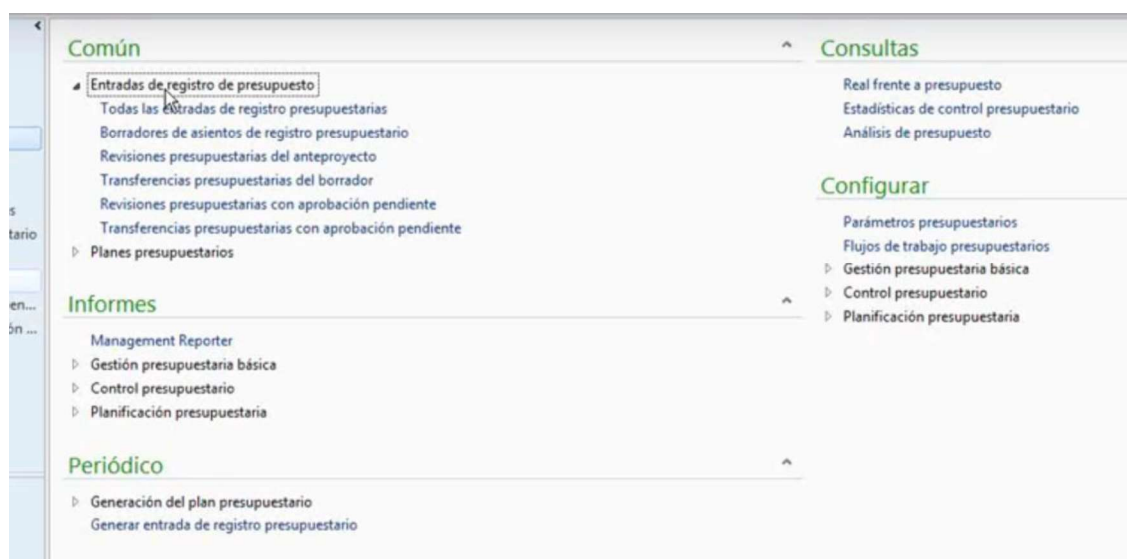 Común
Entradas de registro de presupuesto
Todas las entradas de registro presupuestarias
Borradores de asientos de registro presupuestario
Revisiones presupuestarias del anteproyecto
Transferencias presupuestarias del borrador
Revisiones presupuestarias con aprobación pendiente
Transferencias presupuestarias con aprobación pendiente
Planes presupuestarios
Informes
Management Reporter
Gestión presupuestaria básica
Control presupuestario
Planificación presupuestaria
Periódico
Generación del plan presupuestario
Generar entrada de registro presupuestario
Consultas
Real frente a presupuesto
Estadísticas de control presupuestario
Análisis de presupuesto
Configurar
Parámetros presupuestarios
Flujos de trabajo presupuestarios
Gestión presupuestaria básica
Control presupuestario
Planificación presupuestaria